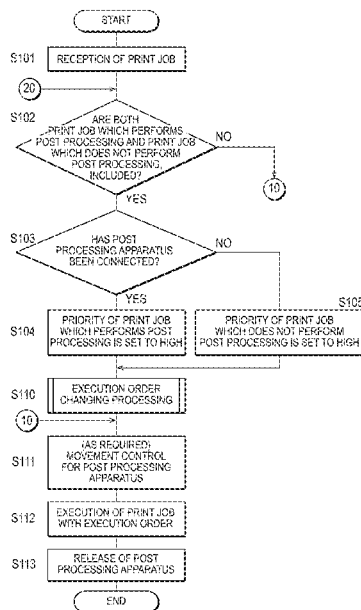 START
S101
RECEPTION OF PRINT JOB
20
S102
ARE BOTH
PRINT JOB WHICH PERFORMS
POST PROCESSING AND PRINT JOB
WHICH DOES NOT PERFORM
POST PROCESSING,
INCLUDED?
NO
10
YES
S103
HAS POST
PROCESSING APPARATUS
BEEN CONNECTED?
NO
YES
S104
PRIORITY OF PRINT JOB
WHICH PERFORMS POST
PROCESSING IS SET TO HIGH
S105
PRIORITY OF PRINT JOB
WHICH DOES NOT PERFORM
POST PROCESSING IS SET TO HIGH
S110
EXECUTION ORDER
CHANGING PROCESSING
10
S111
(AS REQUIRED)
MOVEMENT CONTROL
FOR POST PROCESSING
APPARATUS
S112
EXECUTION OF PRINT JOB
WITH EXECUTION ORDER
S113
RELEASE OF POST
PROCESSING APPARATUS
END